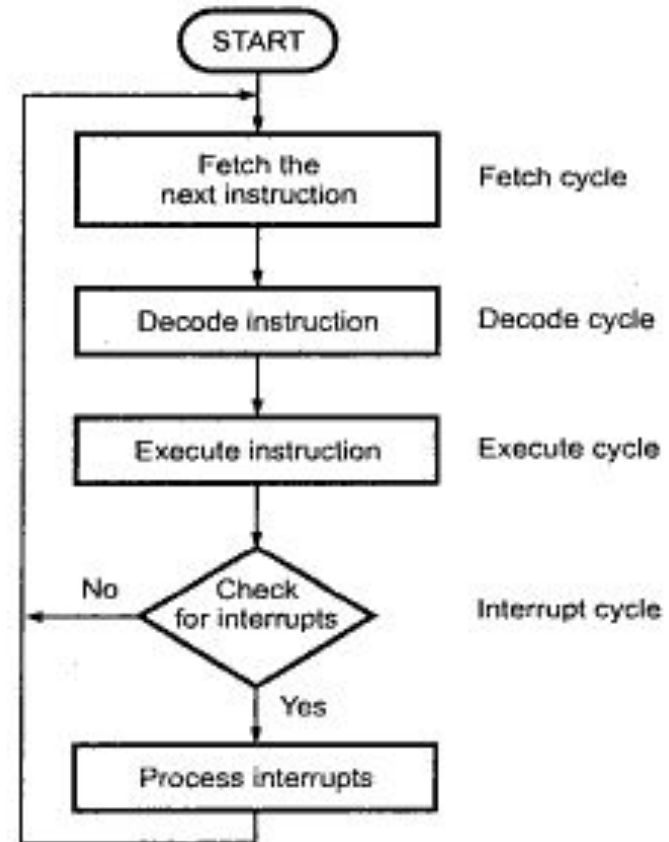 START
Fetch the
next instruction
Fetch cycle
Decode instruction
Decode cycle
Execute instruction
Execute cycle
Check
for interrupts
No
Interrupt cycle
Yes
Process interrupts